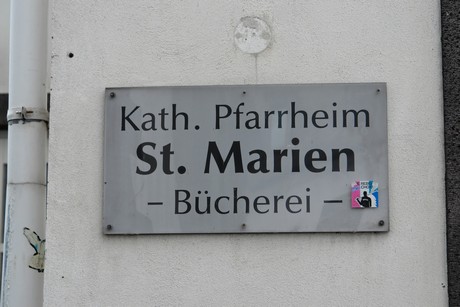 Kath. Pfarrheim
St. Marien
– Bücherei –